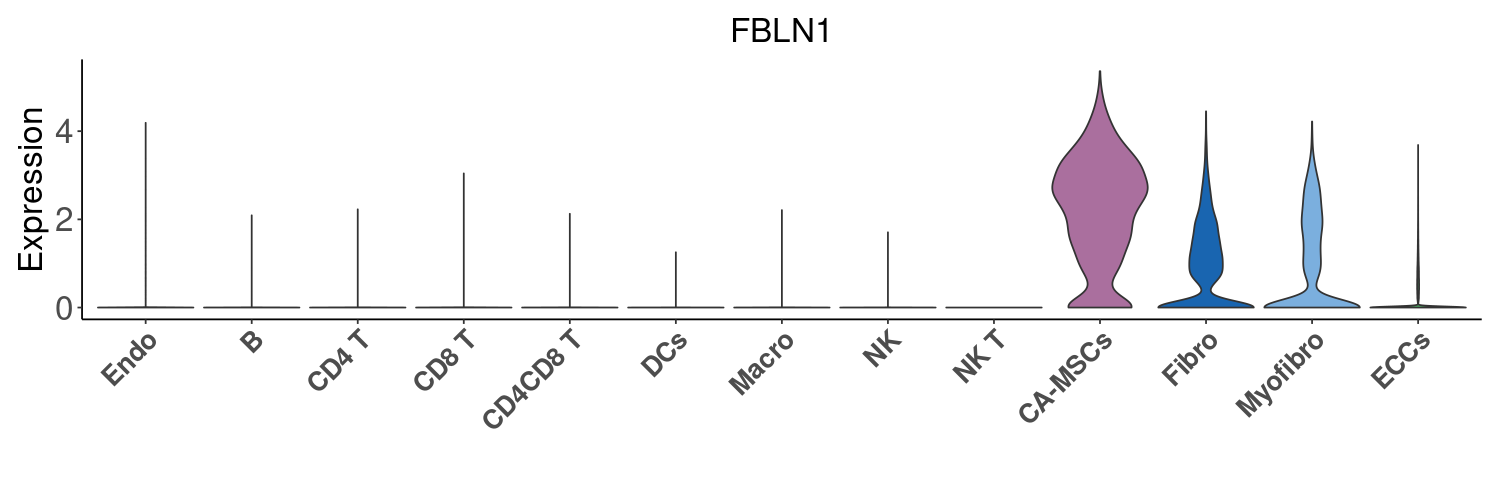 FBLN1
Expression
4
2
0
Endo
B
CD4 T
CD8 T
CD4CD8 T
DCs
Macro
NK
NK T
CA-MSCs
Fibro
Myofibro
ECCs